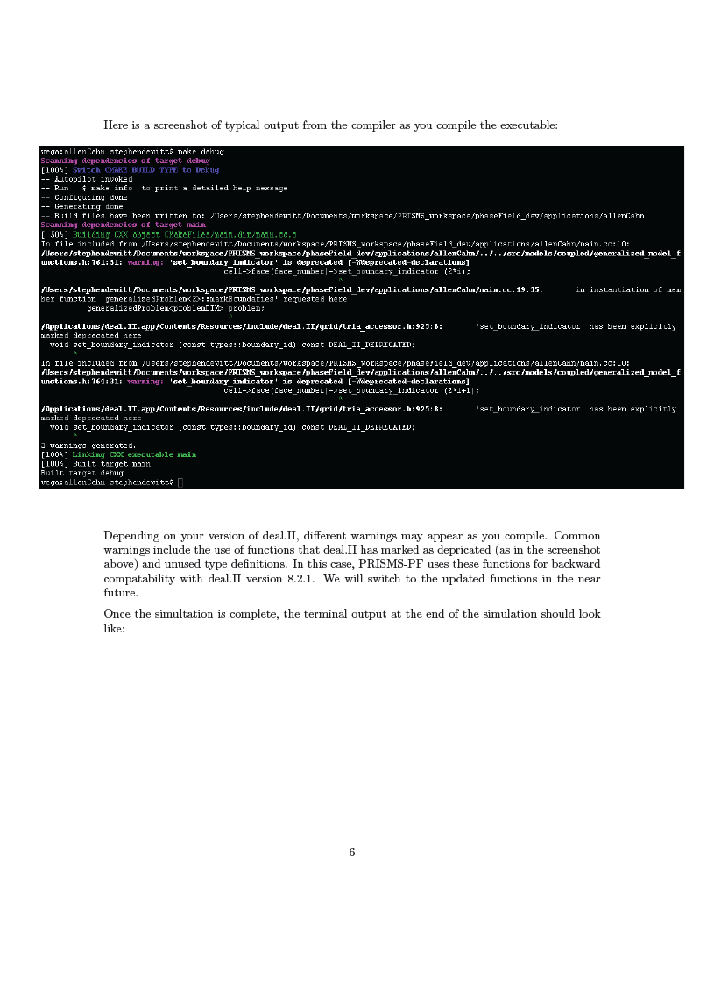 Here is a screenshot of typical output from the compiler as you compile the executable:
vega:allenCahn stephendewitt$ make debug
Scanning dependencies of target debug
[100%] Switch CMAKE_BUILD_TYPE to Debug
-- Autopilot invoked
-- Run   $ make info  to print a detailed help message
-- Configuring done
-- Generating done
-- Build files have been written to: /Users/stephendewitt/Documents/workspace/PRISMS_workspace/phaseField_dev/applications/allenCahn
Scanning dependencies of target main
[ 50%] Building CXX object CMakeFiles/main.dir/main.cc.o
In file included from /Users/stephendewitt/Documents/workspace/PRISMS_workspace/phaseField_dev/applications/allenCahn/main.cc:10:
/Users/stephendewitt/Documents/workspace/PRISMS_workspace/phaseField_dev/applications/allenCahn/../../src/models/coupled/generalized_model_f
unctions.h:761:31: warning: 'set_boundary_indicator' is deprecated [-Wdeprecated-declarations]
cell->face(face_number)->set_boundary_indicator (2*i);
^
/Users/stephendewitt/Documents/workspace/PRISMS_workspace/phaseField_dev/applications/allenCahn/main.cc:19:35: in instantiation of mem
ber function 'generalizedProblem<2>::markBoundaries' requested here
generalizedProblem<problemDIM> problem;
^
/Applications/deal.II.app/Contents/Resources/include/deal.II/grid/tria_accessor.h:925:8: 'set_boundary_indicator' has been explicitly
marked deprecated here
void set_boundary_indicator (const types::boundary_id) const DEAL_II_DEPRECATED;
^
In file included from /Users/stephendewitt/Documents/workspace/PRISMS_workspace/phaseField_dev/applications/allenCahn/main.cc:10:
/Users/stephendewitt/Documents/workspace/PRISMS_workspace/phaseField_dev/applications/allenCahn/../../src/models/coupled/generalized_model_f
unctions.h:764:31: warning: 'set_boundary_indicator' is deprecated [-Wdeprecated-declarations]
cell->face(face_number)->set_boundary_indicator (2*i+1);
^
/Applications/deal.II.app/Contents/Resources/include/deal.II/grid/tria_accessor.h:925:8: 'set_boundary_indicator' has been explicitly
marked deprecated here
void set_boundary_indicator (const types::boundary_id) const DEAL_II_DEPRECATED;
^
2 warnings generated.
[100%] Linking CXX executable main
[100%] Built target main
Built target debug
vega:allenCahn stephendewitt$
Depending on your version of deal.II, different warnings may appear as you compile. Common
warnings include the use of functions that deal.II has marked as depricated (as in the screenshot
above) and unused type definitions. In this case, PRISMS-PF uses these functions for backward
compatability with deal.II version 8.2.1. We will switch to the updated functions in the near
future.
Once the simultation is complete, the terminal output at the end of the simulation should look
like:
6